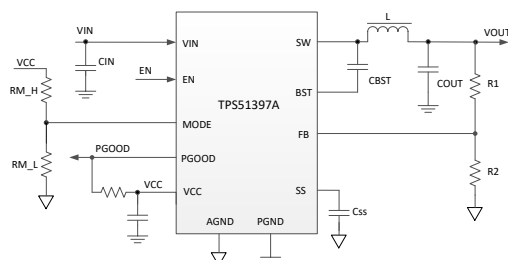 VIN
VCC
CIN
EN
RM_H
RM_L
PGOOD
VCC
VIN
EN
MODE
PGOOD
VCC
TPS51397A
SW
BST
FB
SS
AGND
PGND
L
CBST
COUT
VOUT
R1
R2
Css